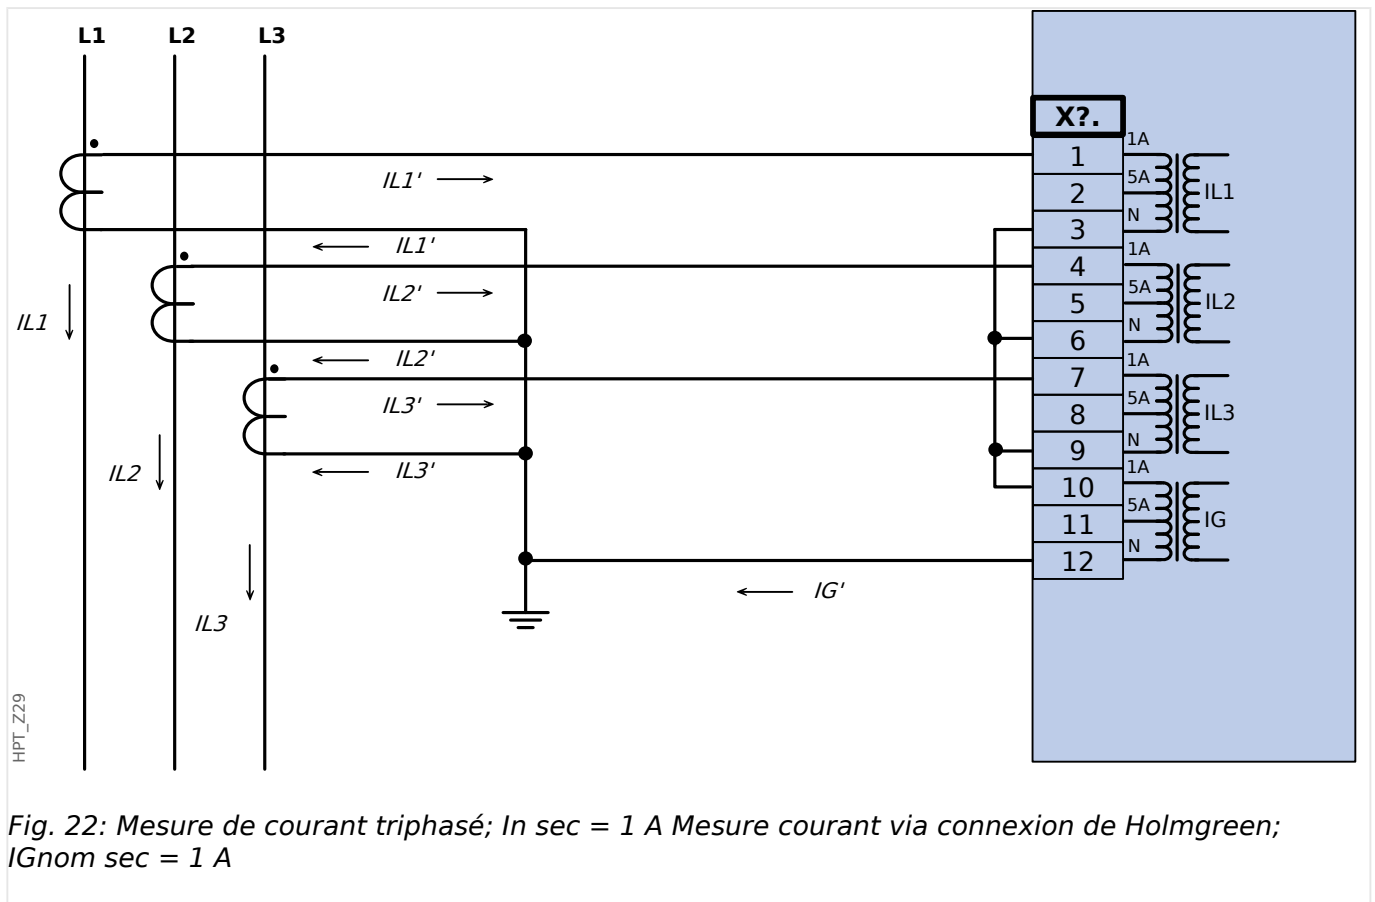 L1 L2 L3
X?.
1A
1
IL1'
5A
2
IL1
N
3
IL1'
1A
4
IL2'
5A
5
IL2
IL1
N
6
IL2'
1A
7
IL3'
5A
8
IL3
N
9
IL3'
IL2
1A
10
5A
11
IG
N
12
IG'
IL3
HPT_Z29
Fig. 22: Mesure de courant triphasé; In sec = 1 A Mesure courant via connexion de Holmgreen;
IGnom sec = 1 A